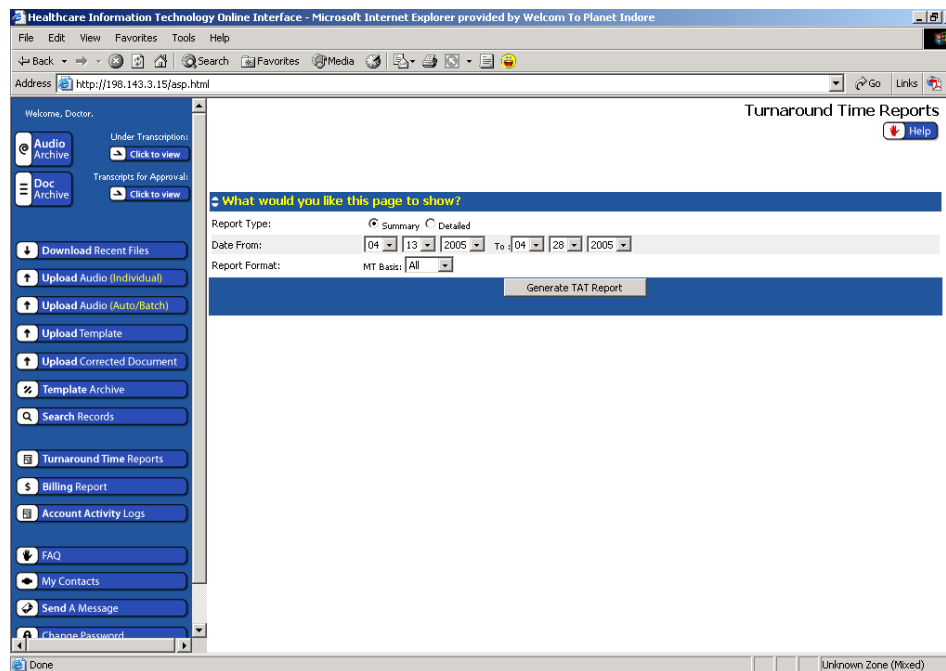 Healthcare Information Technology Online Interface - Microsoft Internet Explorer provided by Welcom To Planet Indore
File Edit View Favorites Tools Help
Back Search Favorites Media
Address http://198.143.3.15/asp.html Go Links
Welcome, Doctor.
Turnaround Time Reports
Help
Audio Archive
Under Transcription:
Click to view
Doc Archive
Transcripts for Approval:
Click to view
What would you like this page to show?
Report Type: Summary Detailed
Date From: 04 13 2005 To : 04 28 2005
Report Format: MT Basis: All
Generate TAT Report
Download Recent Files
Upload Audio (Individual)
Upload Audio (Auto/Batch)
Upload Template
Upload Corrected Document
Template Archive
Search Records
Turnaround Time Reports
$ Billing Report
Account Activity Logs
FAQ
My Contacts
Send A Message
Change Password
Done Unknown Zone (Mixed)